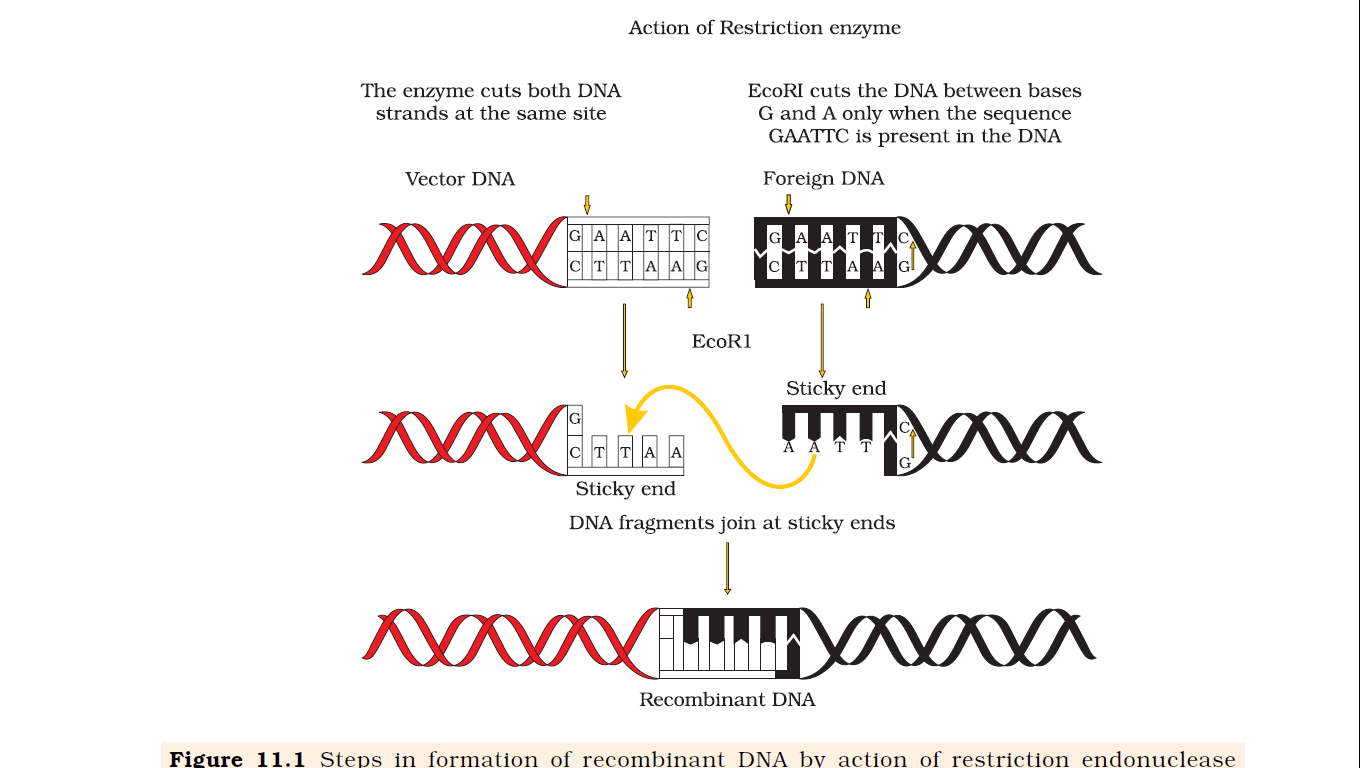 Action of Restriction enzyme
The enzyme cuts both DNA
strands at the same site
EcoRI cuts the DNA between bases
G and A only when the sequence
GAATTC is present in the DNA
Vector DNA
Foreign DNA
G A A T T C
C T T A A G
G A A T T C
C T T A A G
EcoR1
Sticky end
G
C T T A A
C
A A T T
G
Sticky end
DNA fragments join at sticky ends
Recombinant DNA
Figure 11.1 Steps in formation of recombinant DNA by action of restriction endonuclease